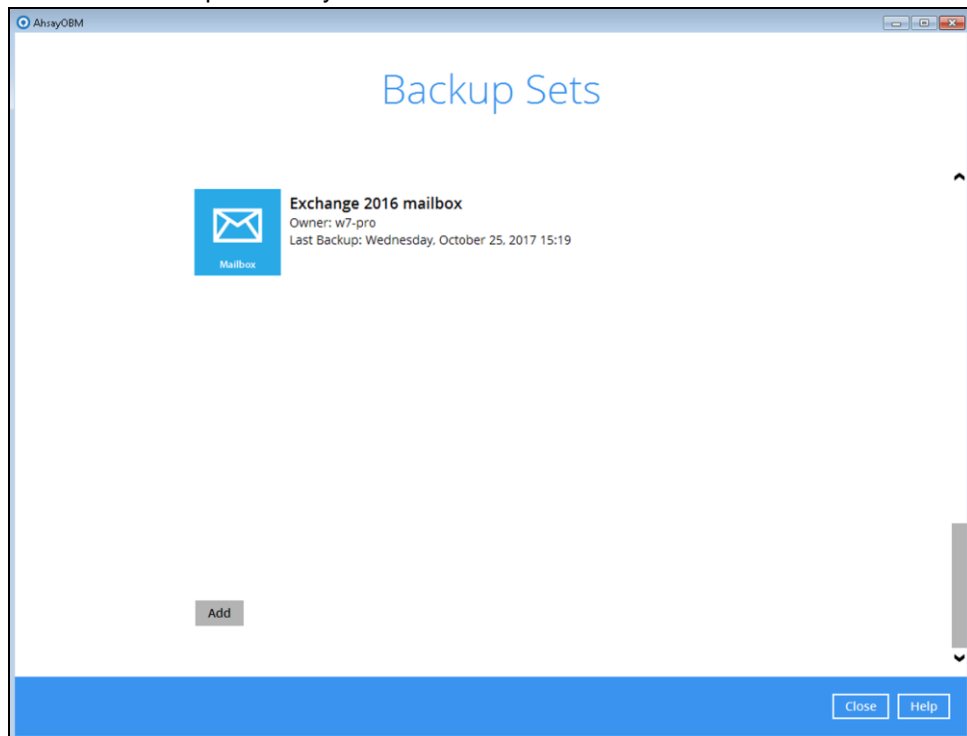 AhsayOBM
Backup Sets
Exchange 2016 mailbox
Owner: w7-pro
Last Backup: Wednesday, October 25, 2017 15:19
Mailbox
Add
Close Help